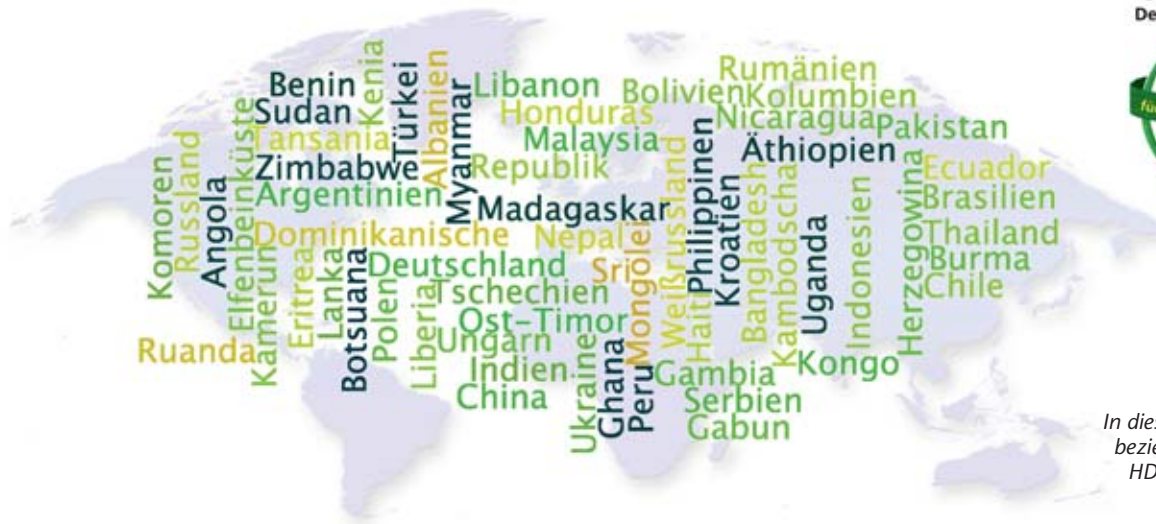 De
für
Benin
Sudan
Tansania
Zimbabwe
Argentinien
Dominikanische
Kenia
Türkei
Albanien
Myanmar
Libanon
Honduras
Malaysia
Republik
Madagaskar
Nepal
Deutschland
Sri
Tschechien
Ost-Timor
Ungarn
Indien
China
Bolivien
Rumänien
Kolumbien
Nicaragua
Pakistan
Äthiopien
Ecuador
Brasilien
Thailand
Burma
Chile
Komoren
Russland
Angola
Elfenbeinküste
Kamerun
Eritrea
Lanka
Botsuana
Polen
Liberia
Ruanda
Ukraine
Ghana
Peru
Mongolei
Weißrussland
Haiti
Philippinen
Kroatien
Bangladesh
Kambodscha
Uganda
Indonesien
Herzegowina
Kongo
Gambia
Serbien
Gabun
In dies
bezie
HD